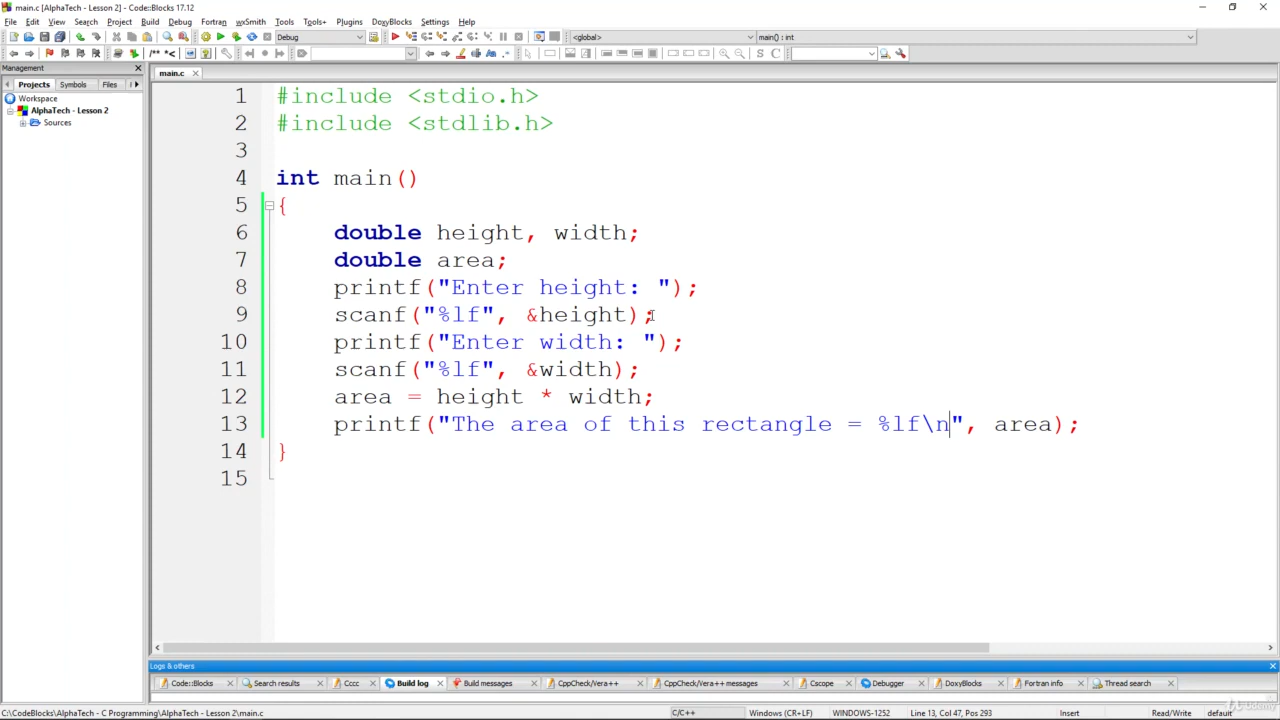 main.c [AlphaTech - Lesson 2] - Code::Blocks 17.12
File Edit View Search Project Build Debug Fortran wxSmith Tools Tools+ Plugins DoxyBlocks Settings Help
Debug <global> main() : int
/** *<
Management
main.c
Projects Symbols Files
Workspace
AlphaTech - Lesson 2
Sources
1 #include <stdio.h>
2 #include <stdlib.h>
3
4 int main()
5 {
6 double height, width;
7 double area;
8 printf("Enter height: ");
9 scanf("%lf", &height);
10 printf("Enter width: ");
11 scanf("%lf", &width);
12 area = height * width;
13 printf("The area of this rectangle = %lf\n", area);
14 }
15
Logs & others
Code::Blocks Search results Cccc Build log Build messages CppCheck/Vera++ CppCheck/Vera++ messages Cscope Debugger DoxyBlocks Fortran info Thread search
C:\CodeBlocks\AlphaTech - C Programming\AlphaTech - Lesson 2\main.c C/C++ Windows (CR+LF) WINDOWS-1252 Line 13, Col 47, Pos 293 Insert Read/Write default
Udemy